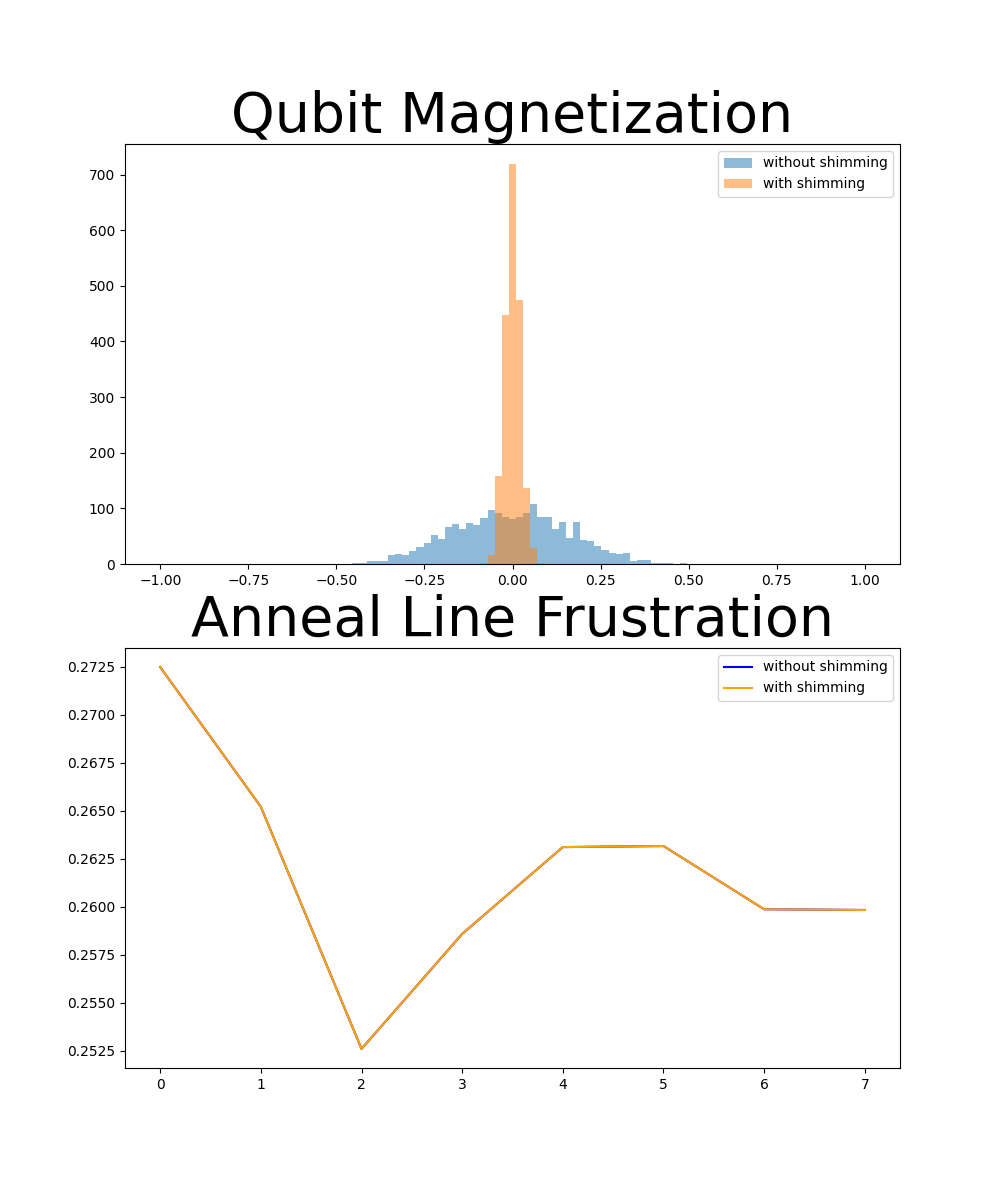 Qubit Magnetization
without shimming
with shimming
700
600
500
400
300
200
100
0
−1.00 −0.75 −0.50 −0.25 0.00 0.25 0.50 0.75 1.00
Anneal Line Frustration
without shimming
with shimming
0.2725
0.2700
0.2675
0.2650
0.2625
0.2600
0.2575
0.2550
0.2525
0 1 2 3 4 5 6 7